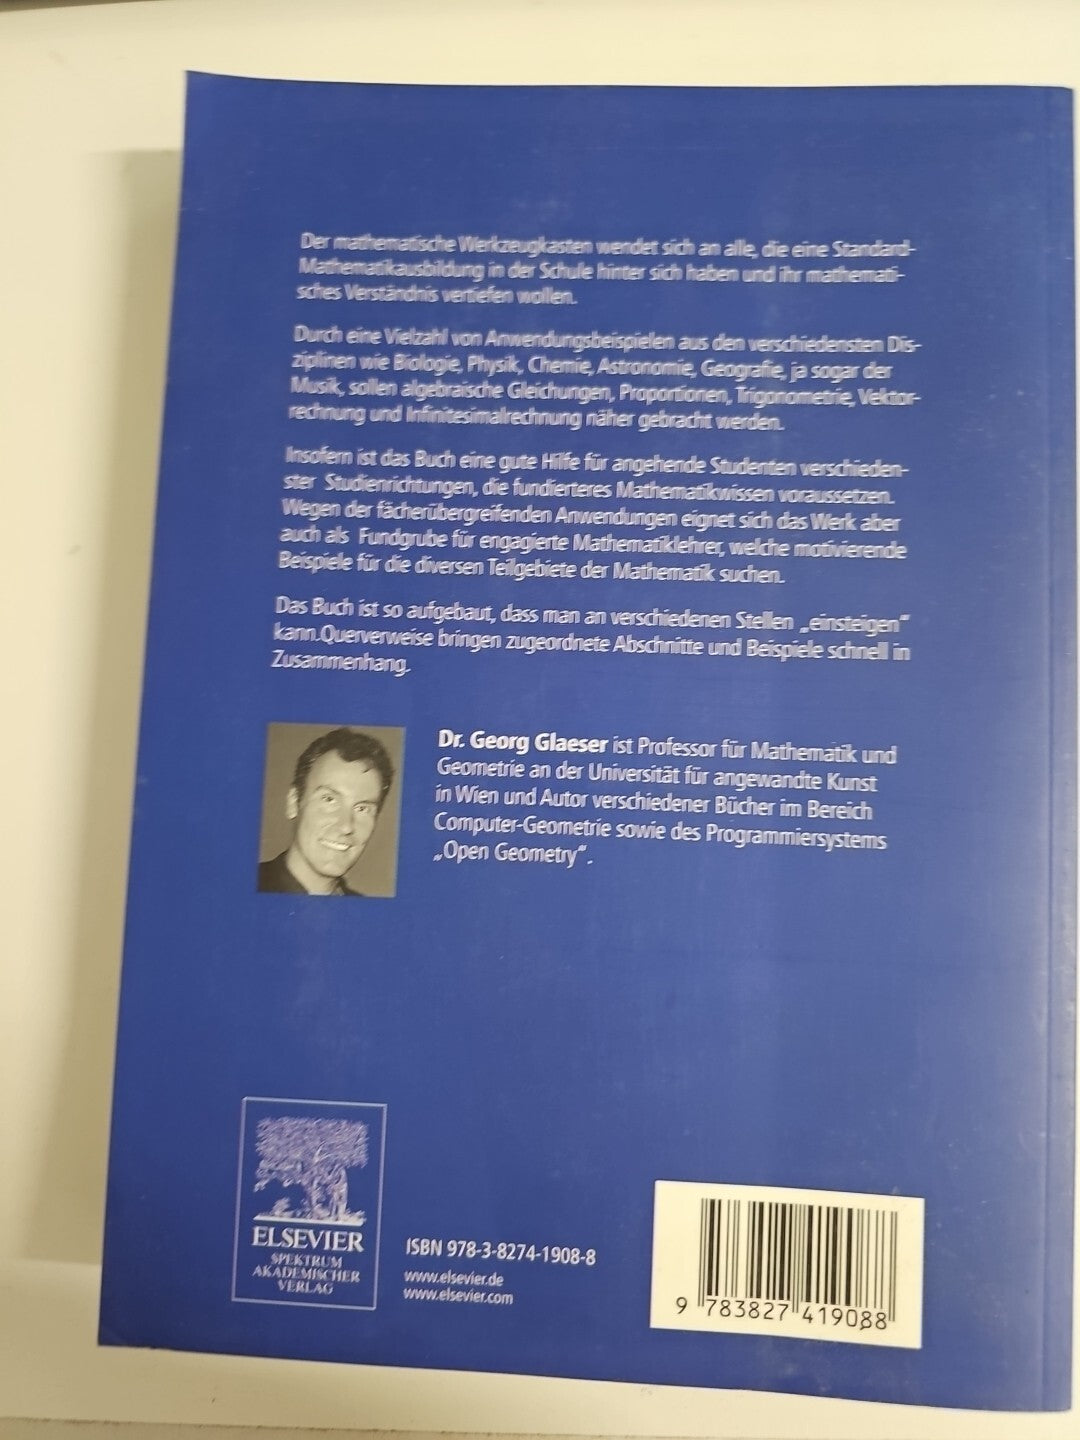 Der mathematische Werkzeugkasten wendet sich an alle, die eine Standard-
Mathematikausbildung in der Schule hinter sich haben und ihr mathemati-
sches Verständnis vertiefen wollen.
Durch eine Vielzahl von Anwendungsbeispielen aus den verschiedensten Dis-
ziplinen wie Biologie, Physik, Chemie, Astronomie, Geografie, ja sogar der
Musik, sollen algebraische Gleichungen, Proportionen, Trigonometrie, Vektor-
rechnung und Infinitesimalrechnung näher gebracht werden.
Insofern ist das Buch eine gute Hilfe für angehende Studenten verschieden-
ster Studienrichtungen, die fundierteres Mathematikwissen voraussetzen.
Wegen der fächerübergreifenden Anwendungen eignet sich das Werk aber
auch als Fundgrube für engagierte Mathematiklehrer, welche motivierende
Beispiele für die diversen Teilgebiete der Mathematik suchen.
Das Buch ist so aufgebaut, dass man an verschiedenen Stellen „einsteigen“
kann.Querverweise bringen zugeordnete Abschnitte und Beispiele schnell in
Zusammenhang.
Dr. Georg Glaeser ist Professor für Mathematik und
Geometrie an der Universität für angewandte Kunst
in Wien und Autor verschiedener Bücher im Bereich
Computer-Geometrie sowie des Programmiersystems
„Open Geometry“.
ELSEVIER
SPEKTRUM
AKADEMISCHER
VERLAG
ISBN 978-3-8274-1908-8
www.elsevier.de
www.elsevier.com
9 783827 419088